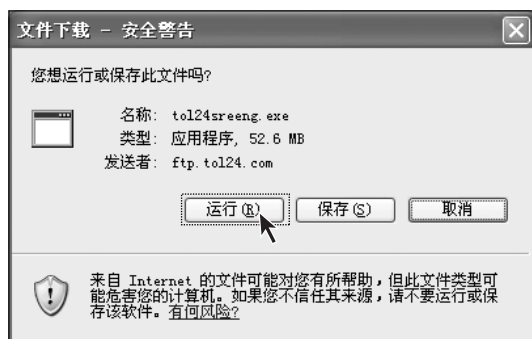 文件下载 - 安全警告
您想运行或保存此文件吗?
名称: tol24sreeng.exe
类型: 应用程序, 52.6 MB
发送者: ftp.tol24.com
运行(R) 保存(S) 取消
来自 Internet 的文件可能对您有所帮助,但此文件类型可
能危害您的计算机。如果您不信任其来源,请不要运行或保
存该软件。有何风险?